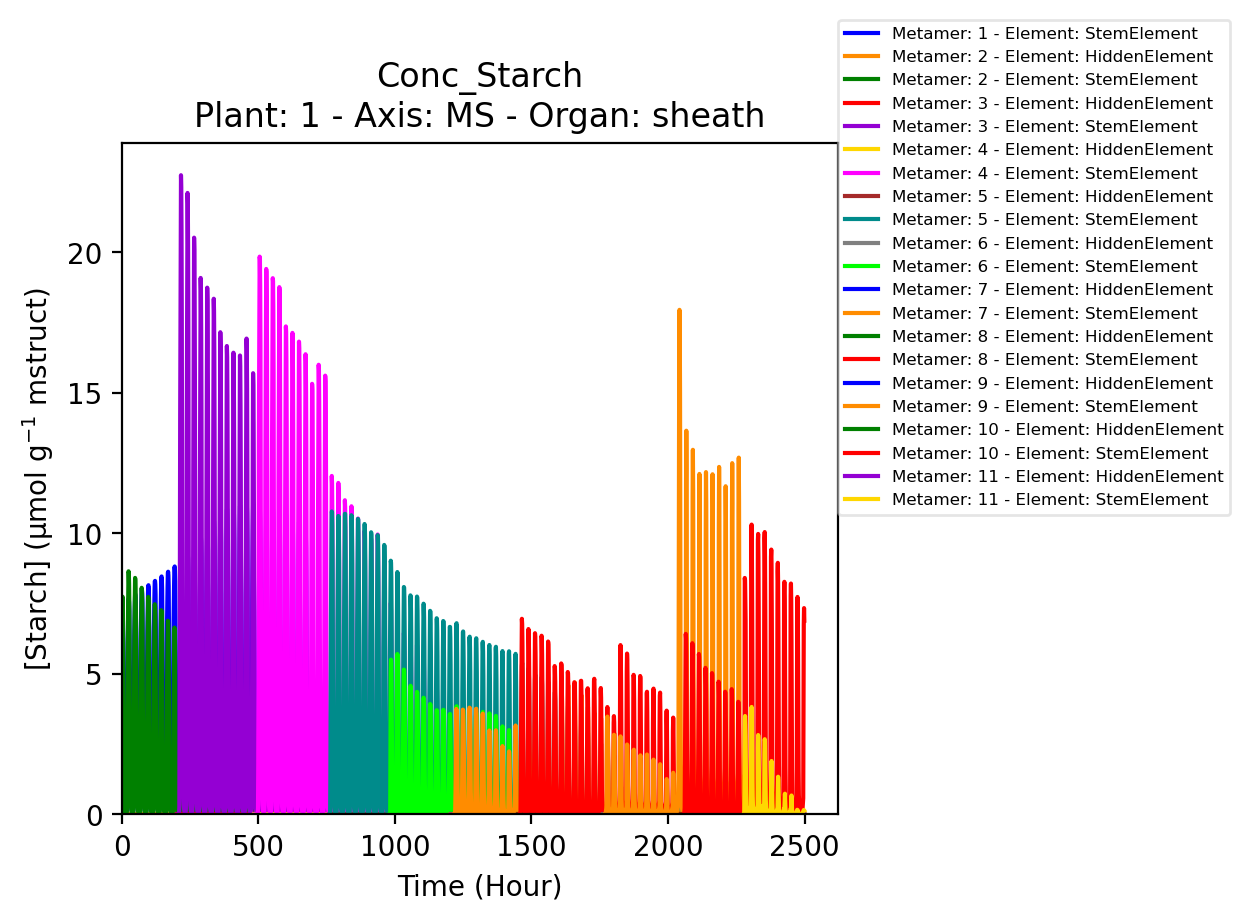 Conc_Starch
Plant: 1 - Axis: MS - Organ: sheath
[Starch] (µmol g⁻¹ mstruct)
20
15
10
5
0
0 500 1000 1500 2000 2500
Time (Hour)
Metamer: 1 - Element: StemElement
Metamer: 2 - Element: HiddenElement
Metamer: 2 - Element: StemElement
Metamer: 3 - Element: HiddenElement
Metamer: 3 - Element: StemElement
Metamer: 4 - Element: HiddenElement
Metamer: 4 - Element: StemElement
Metamer: 5 - Element: HiddenElement
Metamer: 5 - Element: StemElement
Metamer: 6 - Element: HiddenElement
Metamer: 6 - Element: StemElement
Metamer: 7 - Element: HiddenElement
Metamer: 7 - Element: StemElement
Metamer: 8 - Element: HiddenElement
Metamer: 8 - Element: StemElement
Metamer: 9 - Element: HiddenElement
Metamer: 9 - Element: StemElement
Metamer: 10 - Element: HiddenElement
Metamer: 10 - Element: StemElement
Metamer: 11 - Element: HiddenElement
Metamer: 11 - Element: StemElement